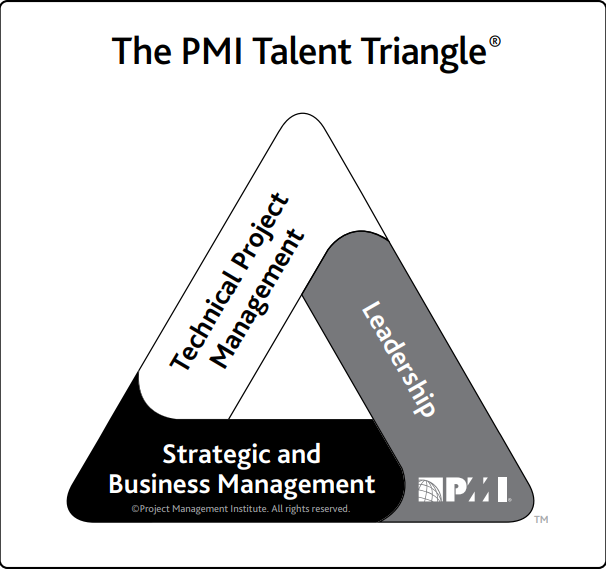 The PMI Talent Triangle®
Technical Project
Management
Leadership
Strategic and
Business Management
©Project Management Institute. All rights reserved.
PMI®
TM